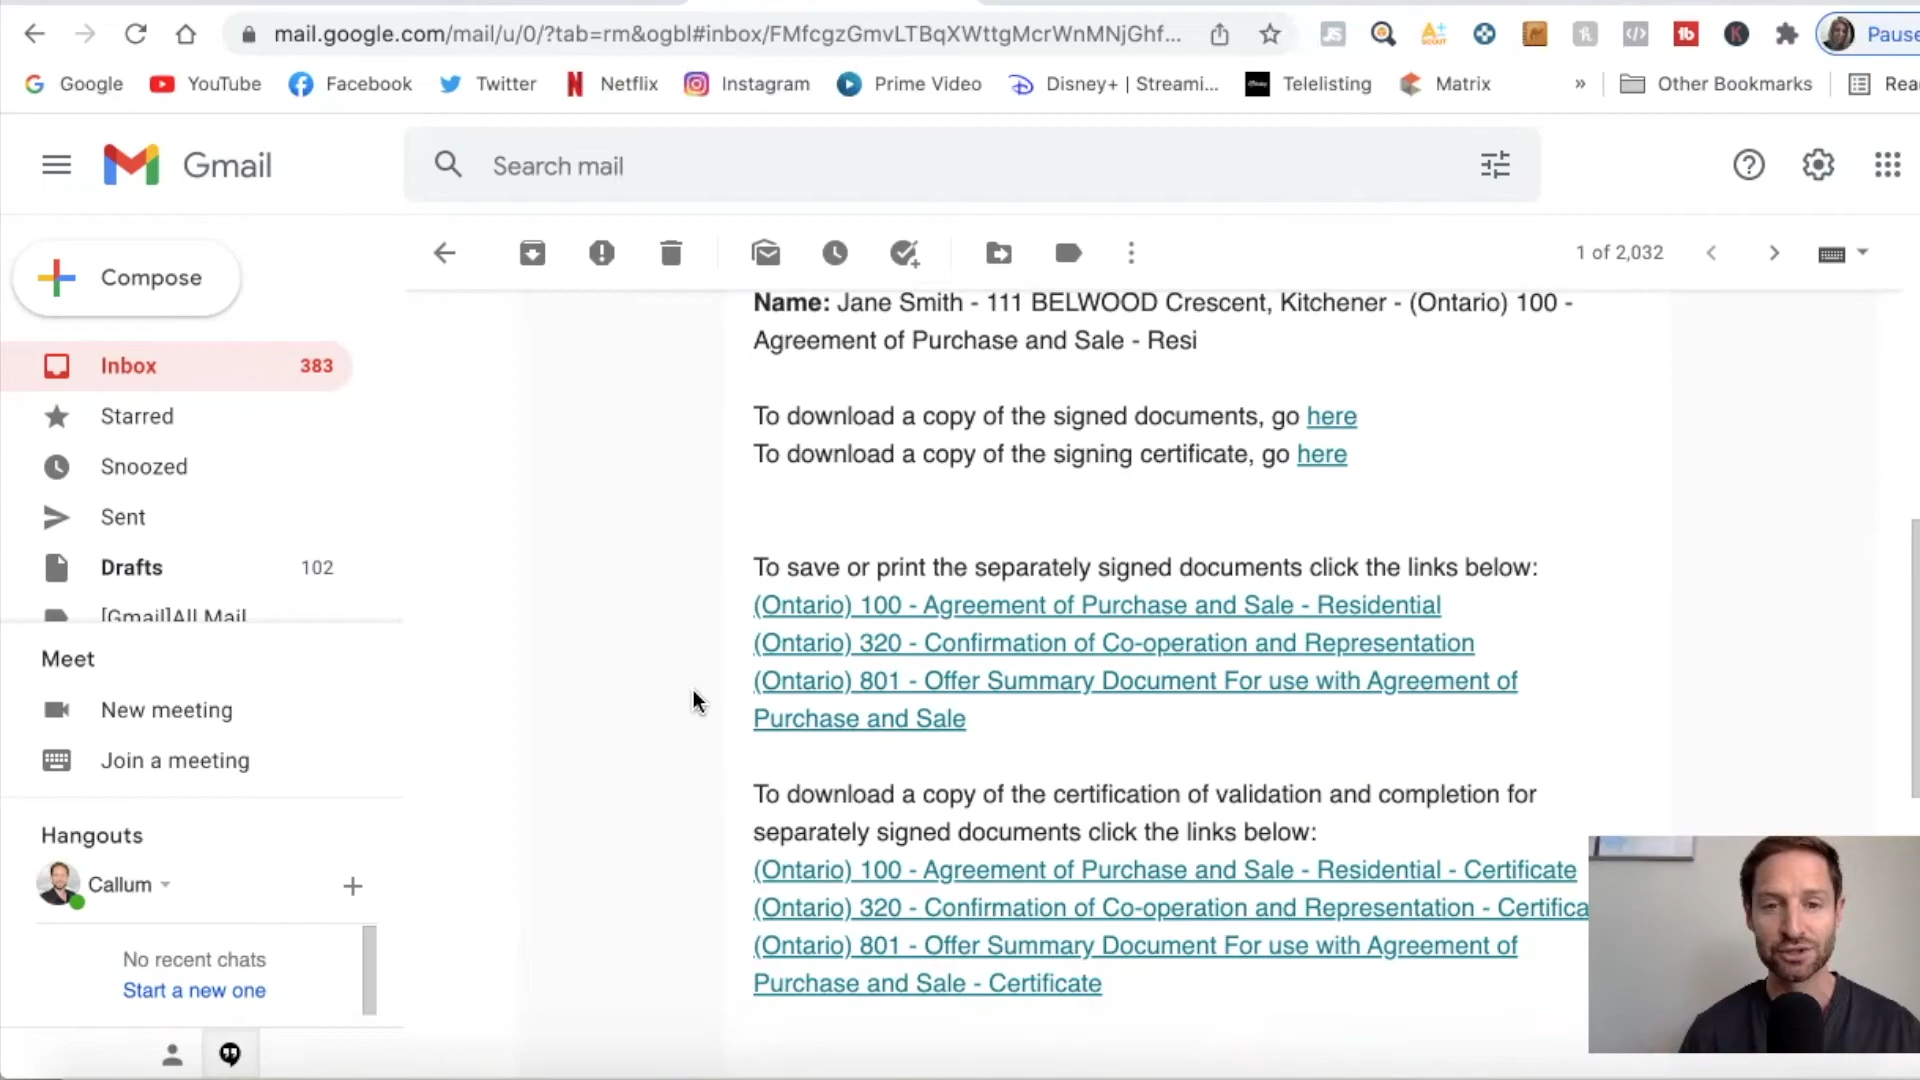 mail.google.com/mail/u/0/?tab=rm&ogbl#inbox/FMfcgzGmvLTBqXWttgMcrWnMNjGhf...
Pause
Google YouTube Facebook Twitter Netflix Instagram Prime Video Disney+ | Streami... Telelisting Matrix » Other Bookmarks Rea
Gmail
Search mail
Compose
1 of 2,032
Inbox 383
Starred
Snoozed
Sent
Drafts 102
[Gmail]All Mail
Meet
New meeting
Join a meeting
Hangouts
Callum
No recent chats
Start a new one
Name: Jane Smith - 111 BELWOOD Crescent, Kitchener - (Ontario) 100 -
Agreement of Purchase and Sale - Resi
To download a copy of the signed documents, go here
To download a copy of the signing certificate, go here
To save or print the separately signed documents click the links below:
(Ontario) 100 - Agreement of Purchase and Sale - Residential
(Ontario) 320 - Confirmation of Co-operation and Representation
(Ontario) 801 - Offer Summary Document For use with Agreement of
Purchase and Sale
To download a copy of the certification of validation and completion for
separately signed documents click the links below:
(Ontario) 100 - Agreement of Purchase and Sale - Residential - Certificate
(Ontario) 320 - Confirmation of Co-operation and Representation - Certifica
(Ontario) 801 - Offer Summary Document For use with Agreement of
Purchase and Sale - Certificate